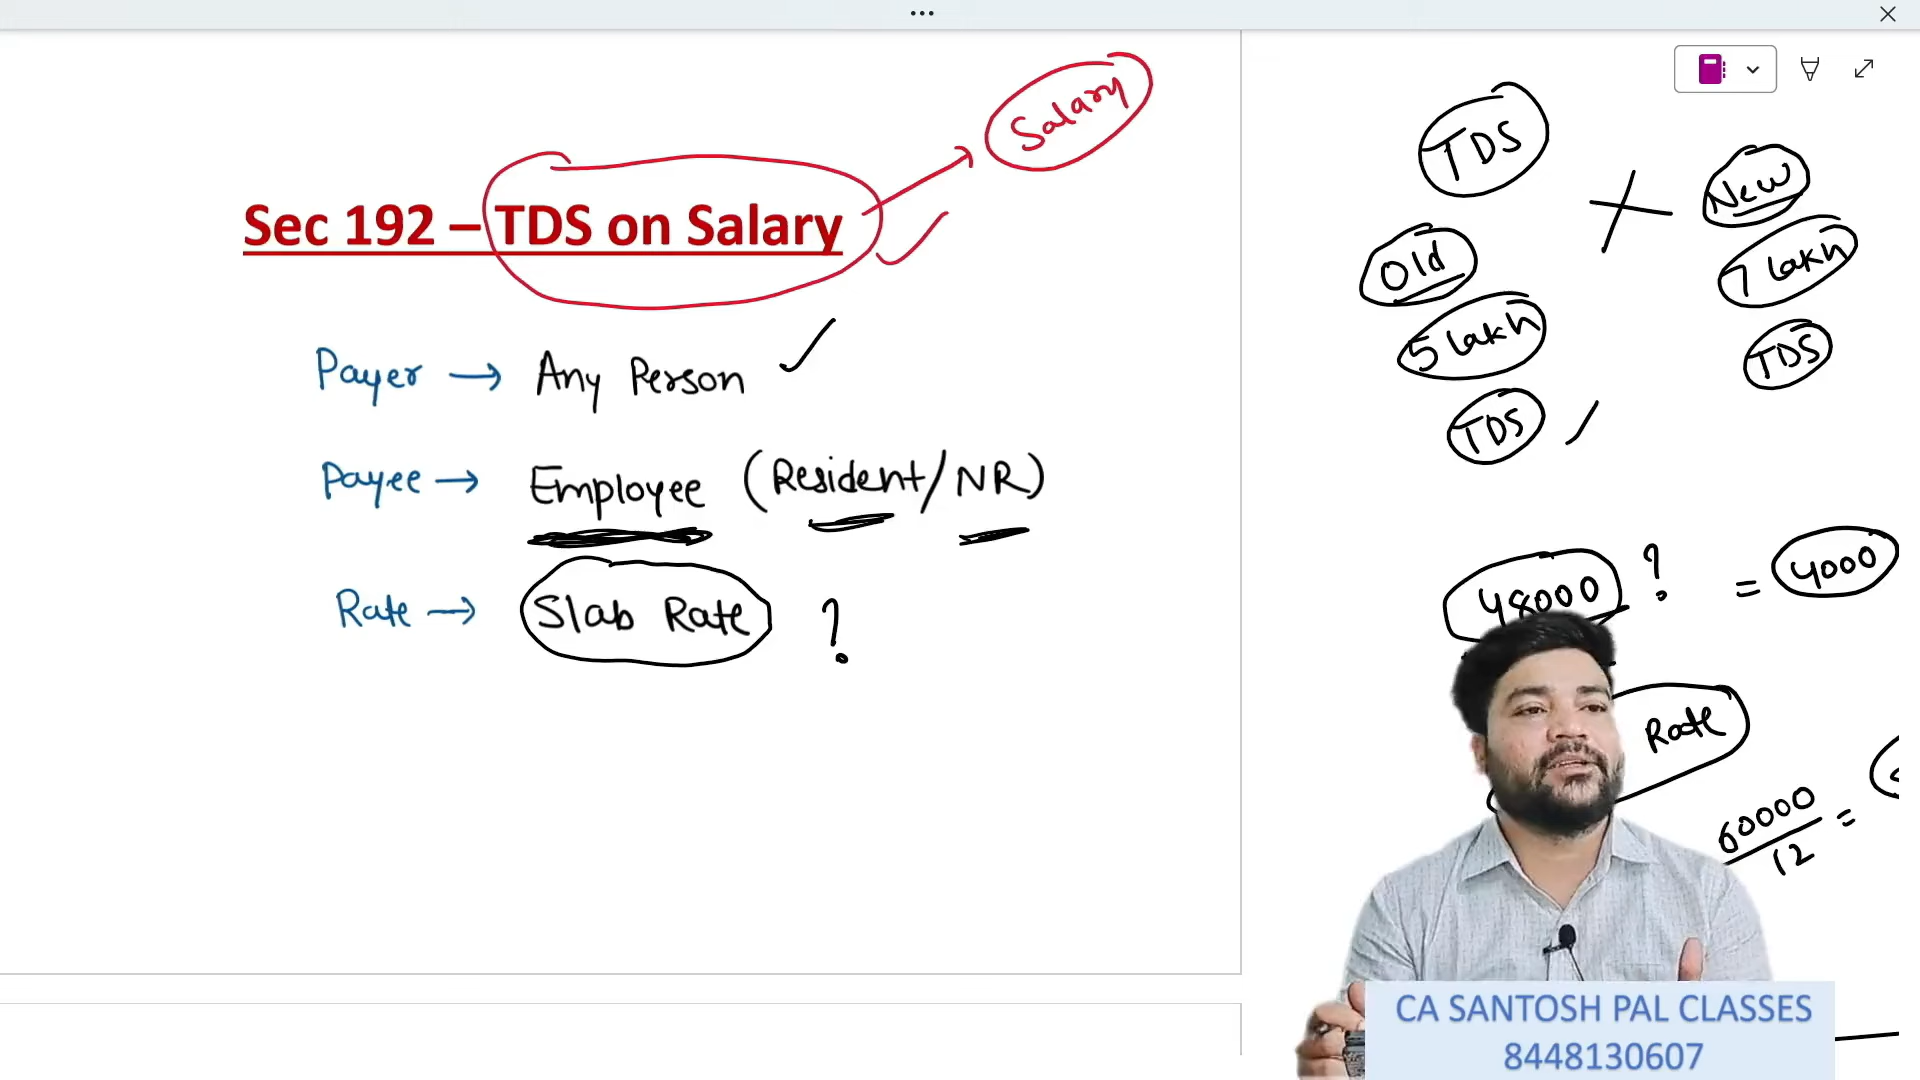 Salary
Sec 192 – TDS on Salary
Payer → Any Person ✓
Payee → Employee (Resident/NR)
Rate → Slab Rate ?
TDS
New
Old
7 lakh
5 lakh
TDS
TDS
48000 ? = 4000
Rate
60000
12
=
CA SANTOSH PAL CLASSES
8448130607